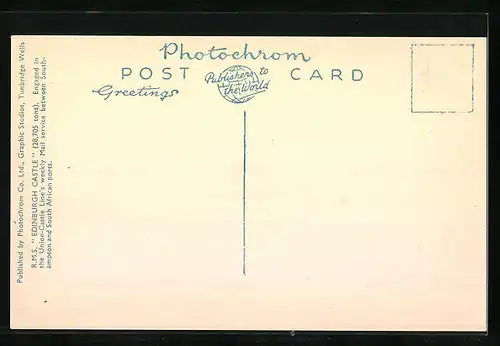 Photochrom
POST CARD
Publishers to
the World
Greetings
Published by Photochrom Co. Ltd., Graphic Studios, Tunbridge Wells
R.M.S. "EDINBURGH CASTLE" (28,705 tons). Engaged in
the Union-Castle Line's weekly Mail service between South-
ampton and South African ports.